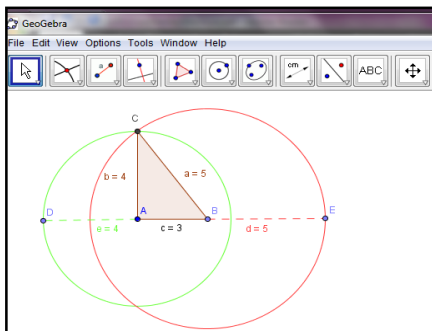 GeoGebra
File Edit View Options Tools Window Help
cm
ABC
C
b = 4
a = 5
D
A
B
E
e = 4
c = 3
d = 5